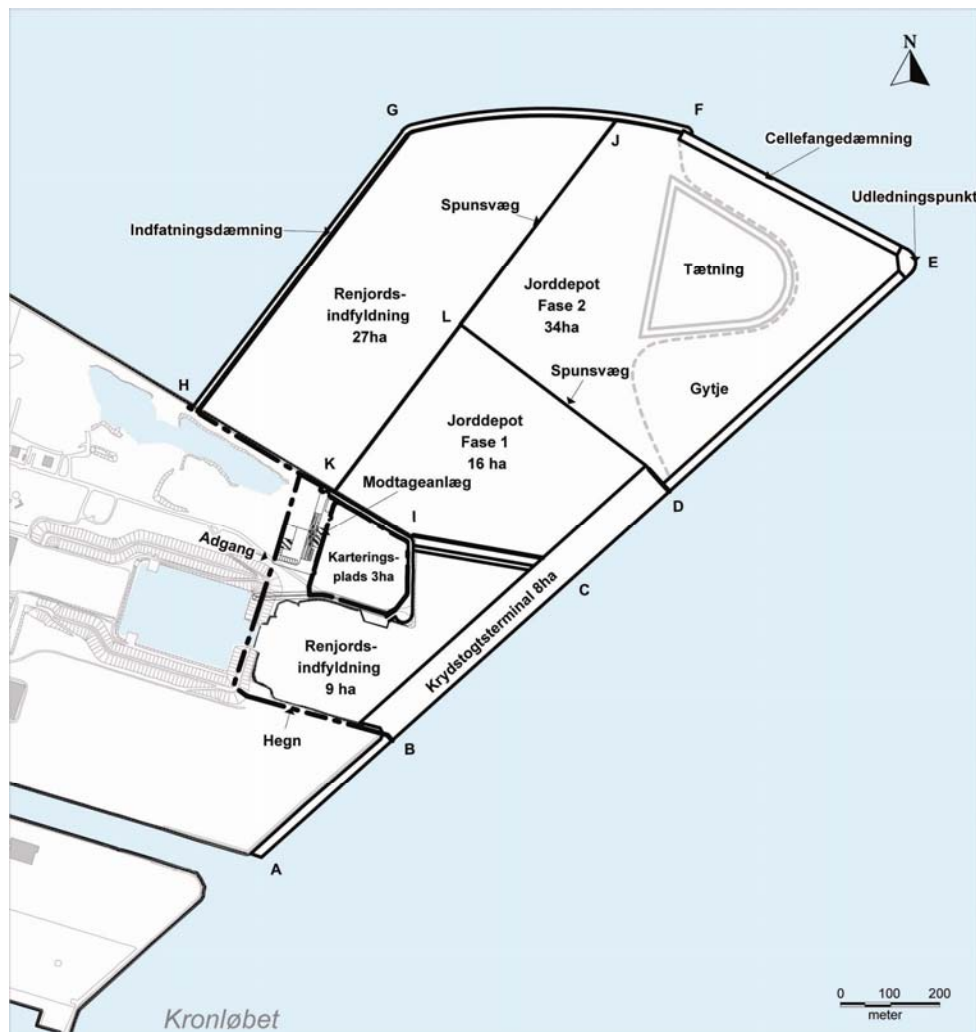 N
G
F
Cellefangedæmning
J
Udledningspunkt
Spunsvæg
Indfatningsdæmning
E
Tætning
Jorddepot
Fase 2
34ha
Renjords-
indfyldning
27ha
L
Spunsvæg
H
Gytje
Jorddepot
Fase 1
16 ha
K
Modtageanlæg
D
I
Adgang
Karterings-
plads 3ha
C
Krydstogtsterminal 8ha
Renjords-
indfyldning
9 ha
Hegn
B
A
0 100 200
meter
Kronløbet